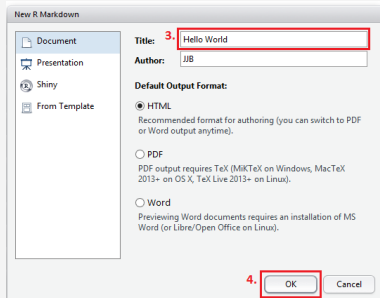 New R Markdown
Document
Presentation
Shiny
From Template
3.
Title: Hello World
Author: JJB
Default Output Format:
HTML
Recommended format for authoring (you can switch to PDF
or Word output anytime).
PDF
PDF output requires TeX (MiKTeX on Windows, MacTeX
2013+ on OS X, TeX Live 2013+ on Linux).
Word
Previewing Word documents requires an installation of MS
Word (or Libre/Open Office on Linux).
4.
OK Cancel